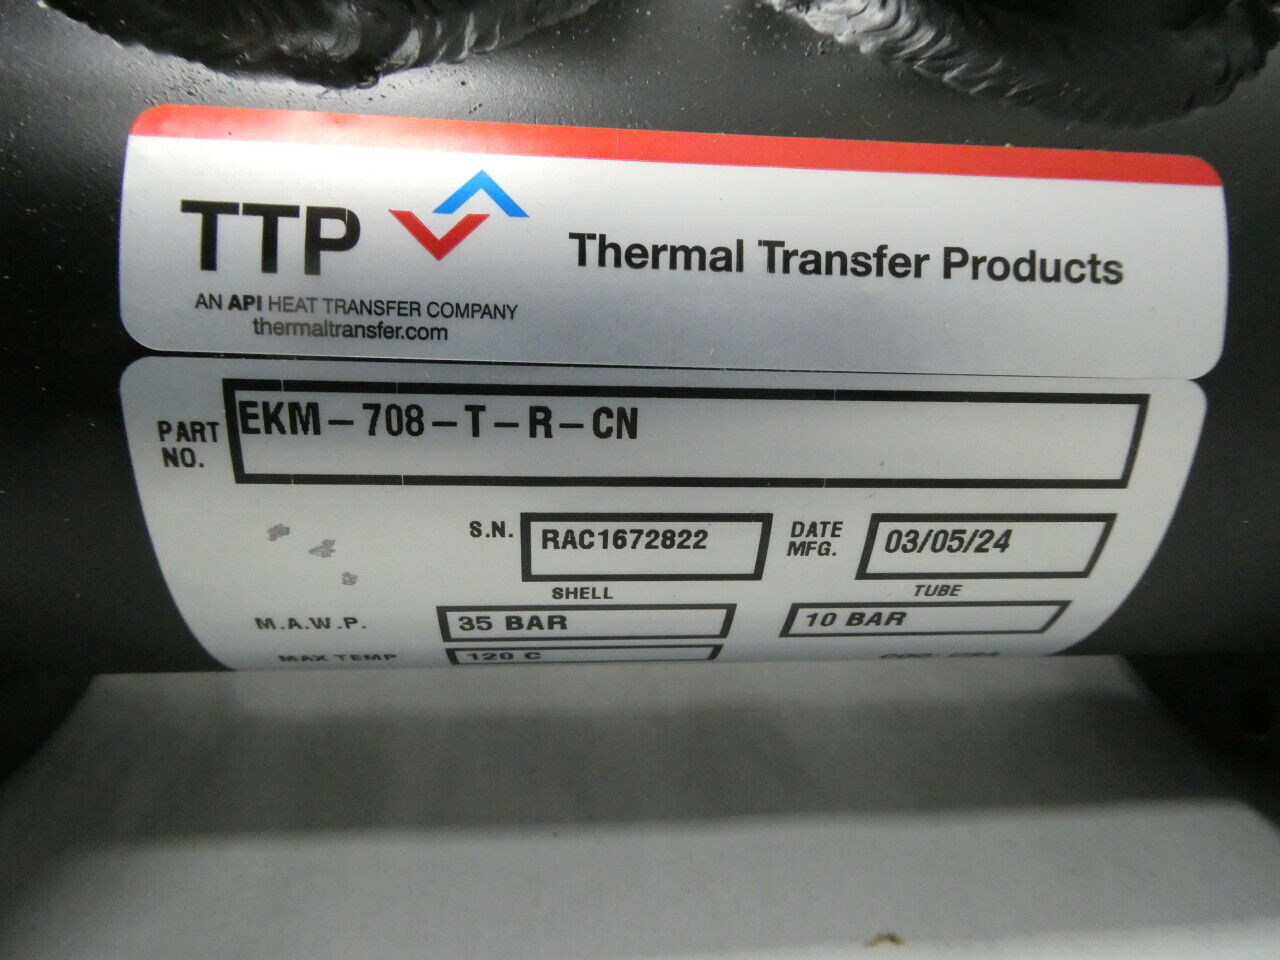 TTP
Thermal Transfer Products
AN API HEAT TRANSFER COMPANY
thermaltransfer.com
PART NO.
EKM-708-T-R-CN
S.N.
RAC1672822
DATE MFG.
03/05/24
SHELL
TUBE
M.A.W.P.
35 BAR
10 BAR
MAX TEMP
120 C